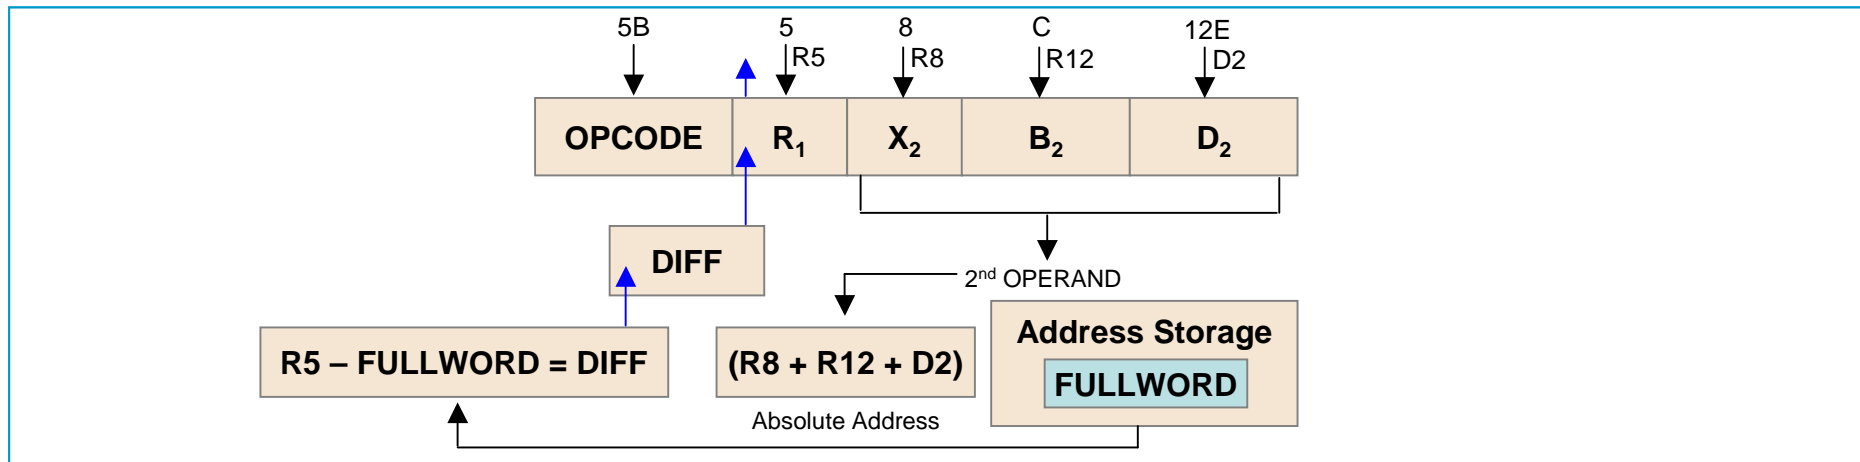 5B 5 8 C 12E
R5 R8 R12 D2
OPCODE R1 X2 B2 D2
DIFF
2nd OPERAND
Address Storage
R5 – FULLWORD = DIFF (R8 + R12 + D2)
FULLWORD
Absolute Address